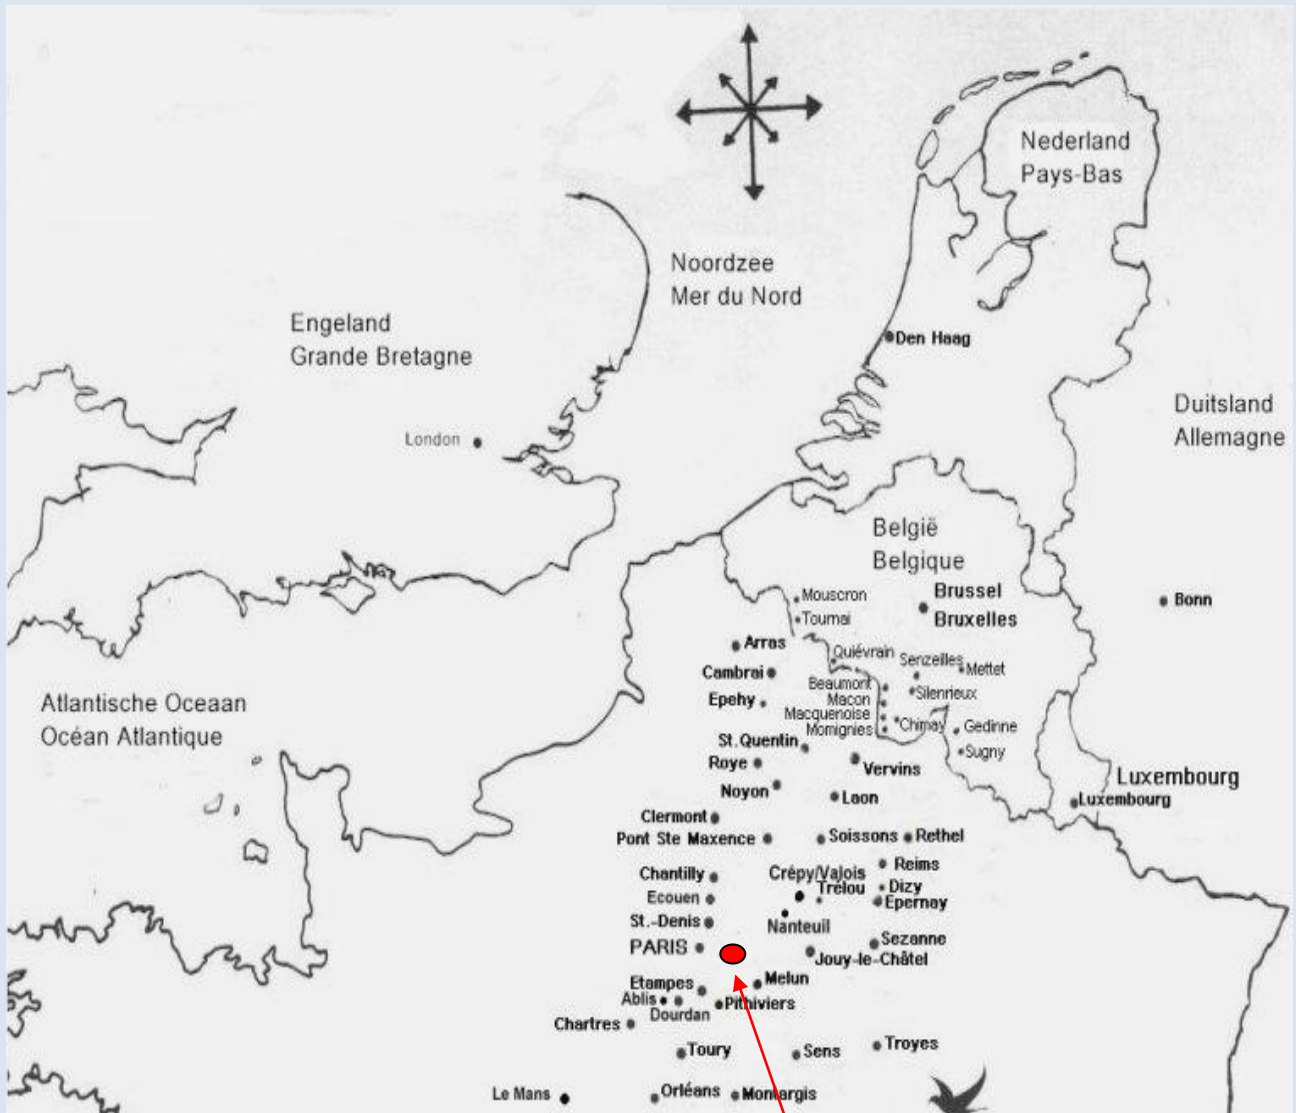 Nederland
Pays-Bas
Noordzee
Mer du Nord
Engeland
Grande Bretagne
Den Haag
Duitsland
Allemagne
London
België
Belgique
Brussel
Bruxelles
Mouscron
Tournai
Bonn
Arras
Quiévrain
Senzeilles
Mettet
Cambrai
Beaumont
Silenrieux
Epehy
Macon
Macquenoise
Chimay
Gedinne
Momignies
Atlantische Oceaan
Océan Atlantique
St.Quentin
Sugny
Roye
Vervins
Luxembourg
Noyon
Laon
Luxembourg
Clermont
Pont Ste Maxence
Soissons
Rethel
Reims
Chantilly
Crépy/Valois
Trélou
Dizy
Ecouen
Epernay
St.-Denis
Nanteuil
PARIS
Sezanne
Jouy-le-Châtel
Etampes
Melun
Ablis
Pithiviers
Dourdan
Chartres
Toury
Sens
Troyes
Le Mans
Orléans
Montargis